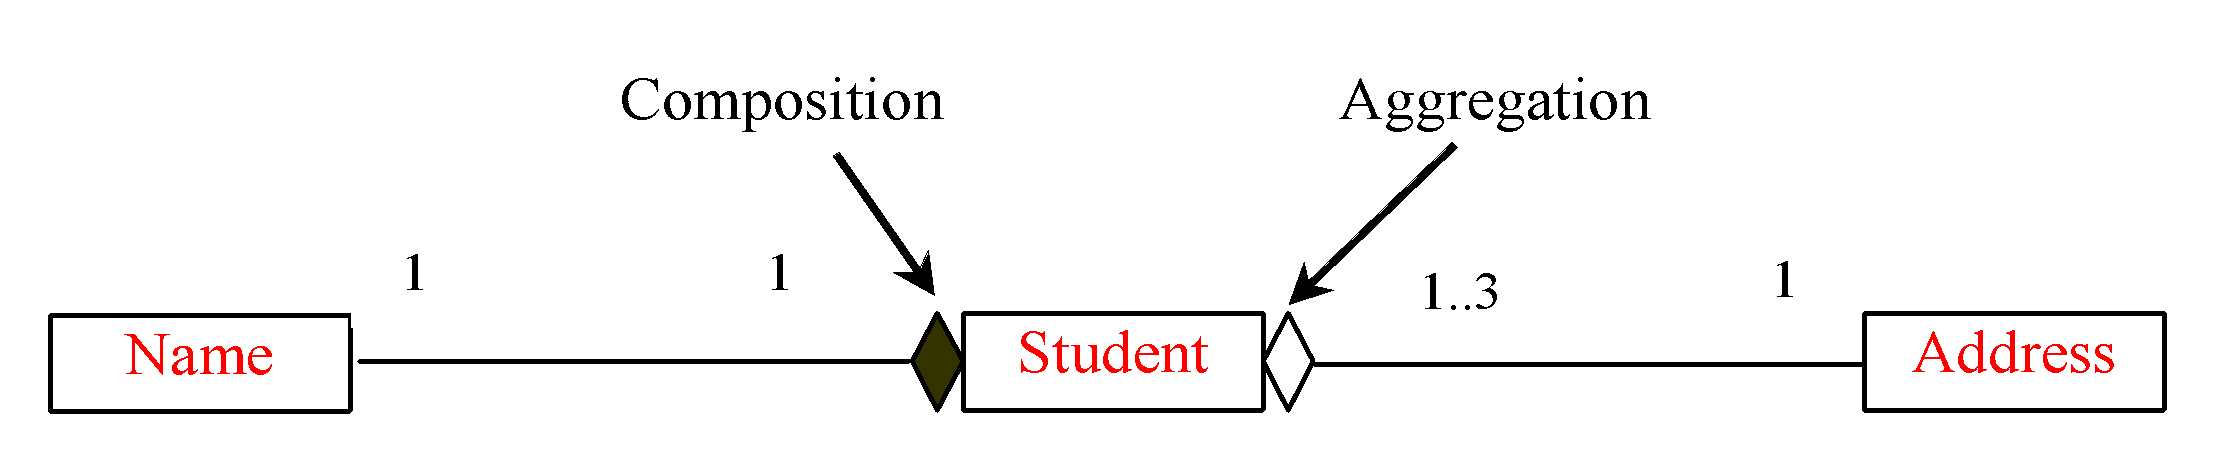 Composition Aggregation
1 1 1..3 1
Name Student Address